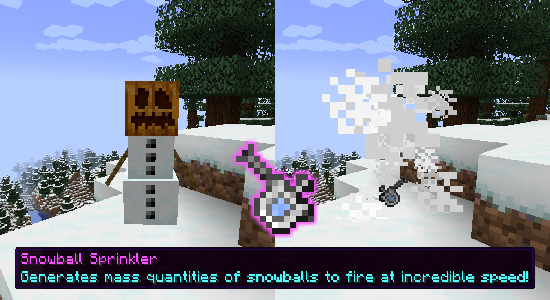 Snowball Sprinkler
Generates mass quantities of snowballs to fire at incredible speed!